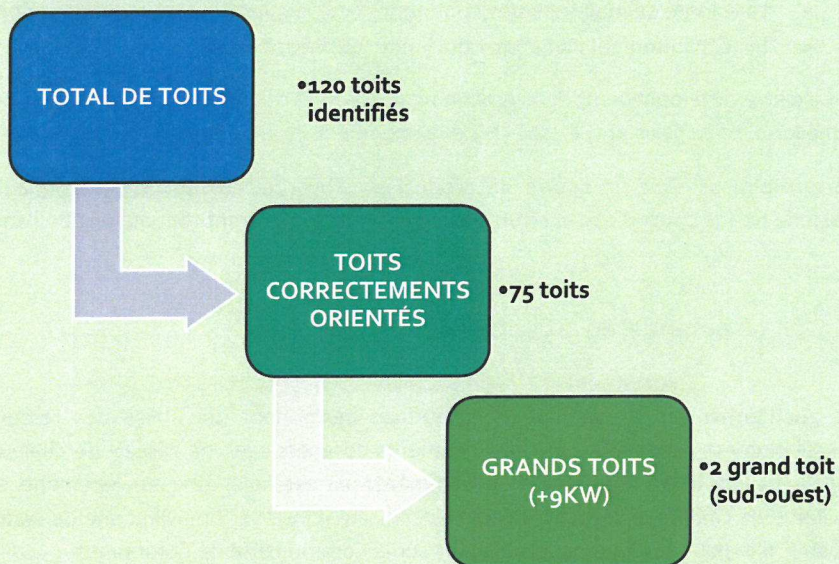 TOTAL DE TOITS
•120 toits
identifiés
TOITS
CORRECTEMENTS
ORIENTÉS
•75 toits
GRANDS TOITS
(+9KW)
•2 grand toit
(sud-ouest)